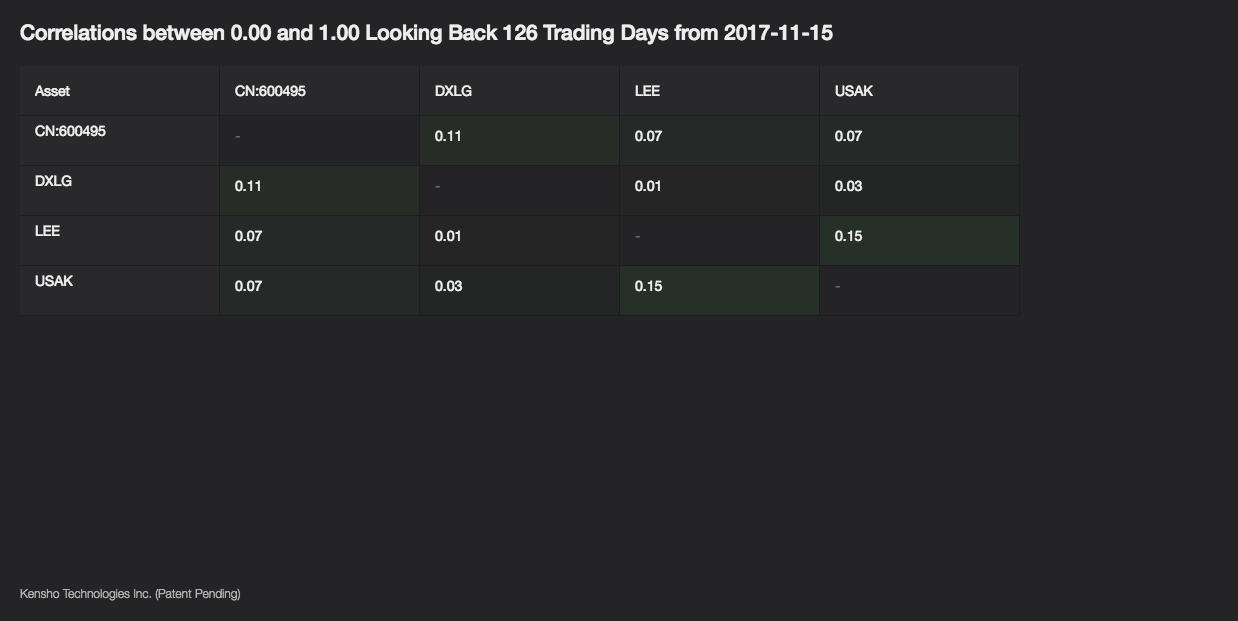 Correlations between 0.00 and 1.00 Looking Back 126 Trading Days from 2017-11-15
Asset CN:600495 DXLG LEE USAK
CN:600495 - 0.11 0.07 0.07
DXLG 0.11 - 0.01 0.03
LEE 0.07 0.01 - 0.15
USAK 0.07 0.03 0.15 -
Kensho Technologies Inc. (Patent Pending)